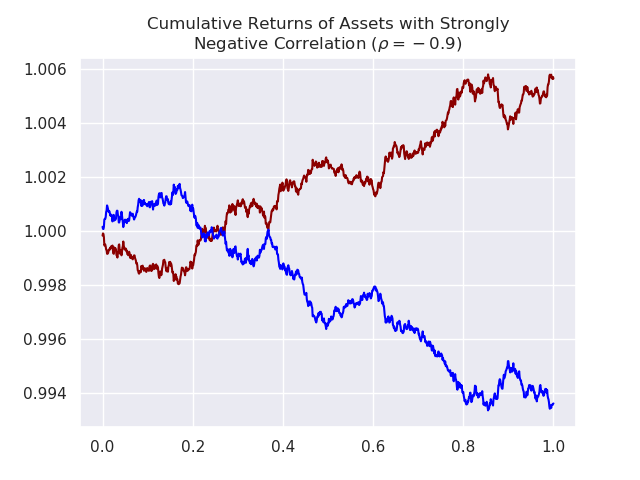 Cumulative Returns of Assets with Strongly
Negative Correlation (ρ = −0.9)
1.006
1.004
1.002
1.000
0.998
0.996
0.994
0.0 0.2 0.4 0.6 0.8 1.0